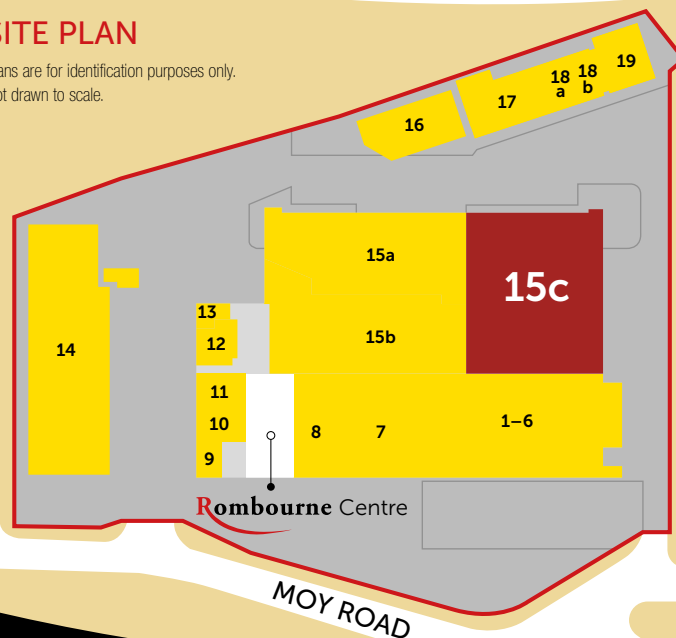 SITE PLAN
ans are for identification purposes only.
ot drawn to scale.
19
18
a
18
b
17
16
15a
15c
15b
13
12
14
11
10
9
8
7
1–6
Rombourne Centre
MOY ROAD